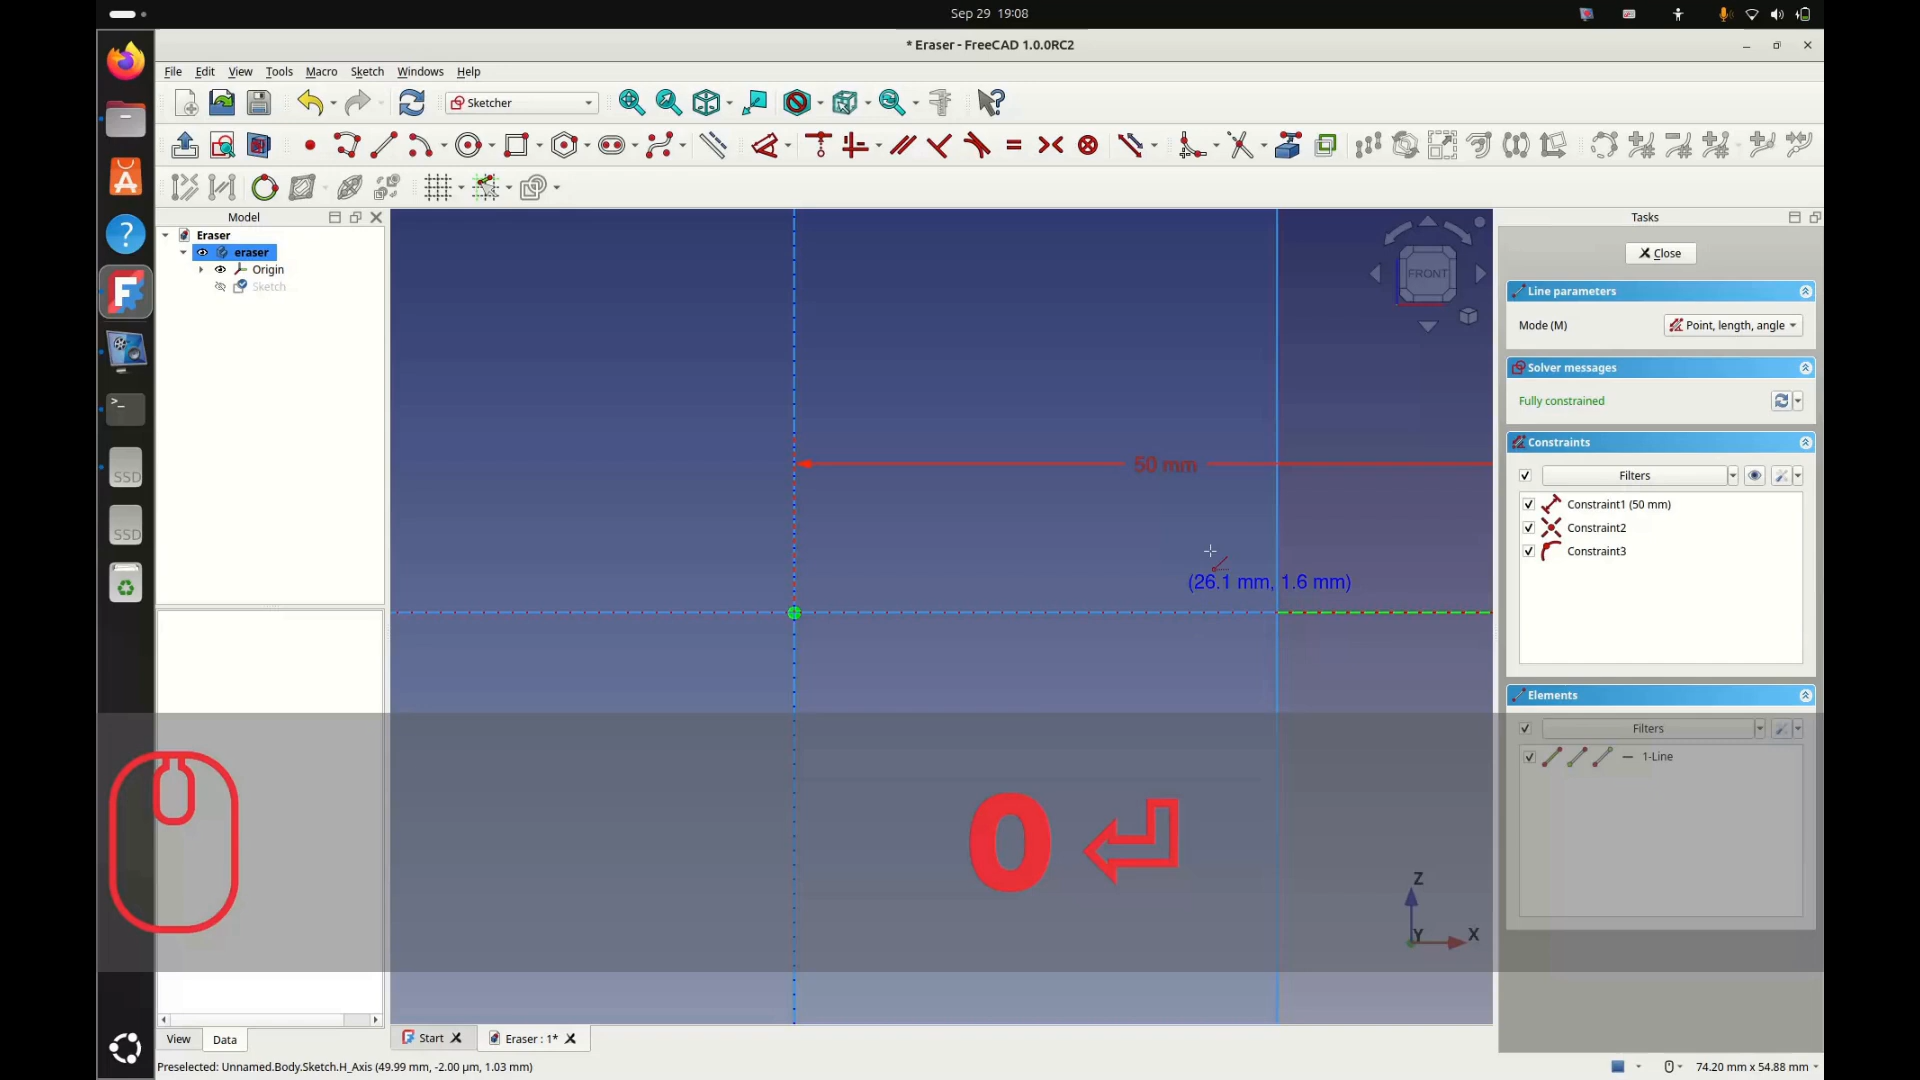 Sep 29 19:08
* Eraser - FreeCAD 1.0.0RC2
File Edit View Tools Macro Sketch Windows Help
Sketcher
Model
Tasks
Eraser
eraser
Origin
Sketch
FRONT
Close
Line parameters
Mode (M)
Point, length, angle
Solver messages
Fully constrained
Constraints
Filters
Constraint1 (50 mm)
Constraint2
Constraint3
50 mm
(26.1 mm, 1.6 mm)
Elements
Filters
1-Line
SSD
SSD
0
Z
X
Y
View
Data
Start
Eraser : 1*
Preselected: Unnamed.Body.Sketch.H_Axis (49.99 mm, -2.00 µm, 1.03 mm)
74.20 mm x 54.88 mm